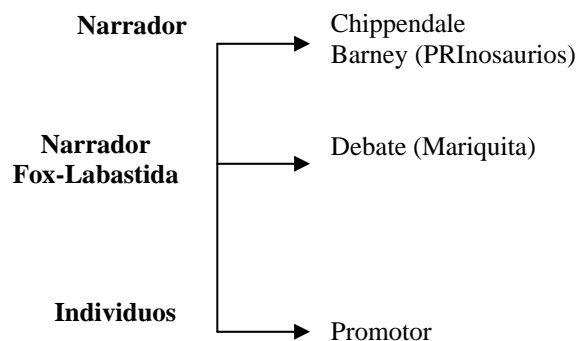 Narrador
Chippendale
Barney (PRInosaurios)
Narrador
Fox-Labastida
Debate (Mariquita)
Individuos
Promotor